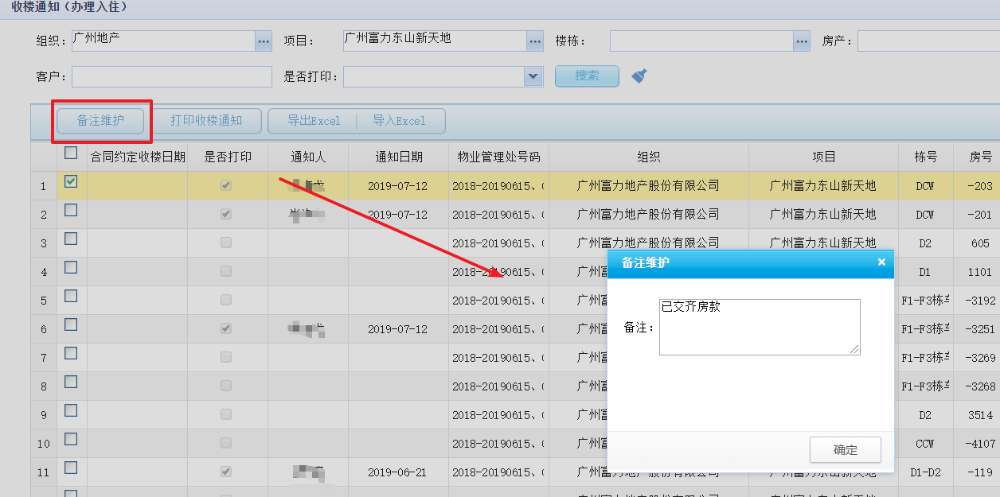 收楼通知（办理入住）
组织： 广州地产 项目： 广州富力东山新天地 楼栋： 房产：
客户： 是否打印： 搜索
备注维护 打印收楼通知 导出Excel 导入Excel
合同约定收楼日期 是否打印 通知人 通知日期 物业管理处号码 组织 项目 栋号 房号
1 2019-07-12 2018-20190615、 广州富力地产股份有限公司 广州富力东山新天地 DCW -203
2 2019-07-12 2018-20190615、 广州富力地产股份有限公司 广州富力东山新天地 DCW -201
3 2018-20190615、 广州富力地产股份有限公司 广州富力东山新天地 D2 605
4 2018-20190615、 广州富 D1 1101
5 2018-20190615、 广州富 F1-F3栋 -3192
6 2019-07-12 2018-20190615、 广州富 F1-F3栋 -3251
7 2018-20190615、 广州富 F1-F3栋 -3269
8 2018-20190615、 广州富 F1-F3栋 -3268
9 2018-20190615、 广州富 D2 3514
10 2018-20190615、 广州富 CCW -4107
11 2019-06-21 2018-20190615、 广州富力地产股份有限公司 广州富力东山新天地 D1-D2 -119
备注维护 ×
备注： 已交齐房款
确定